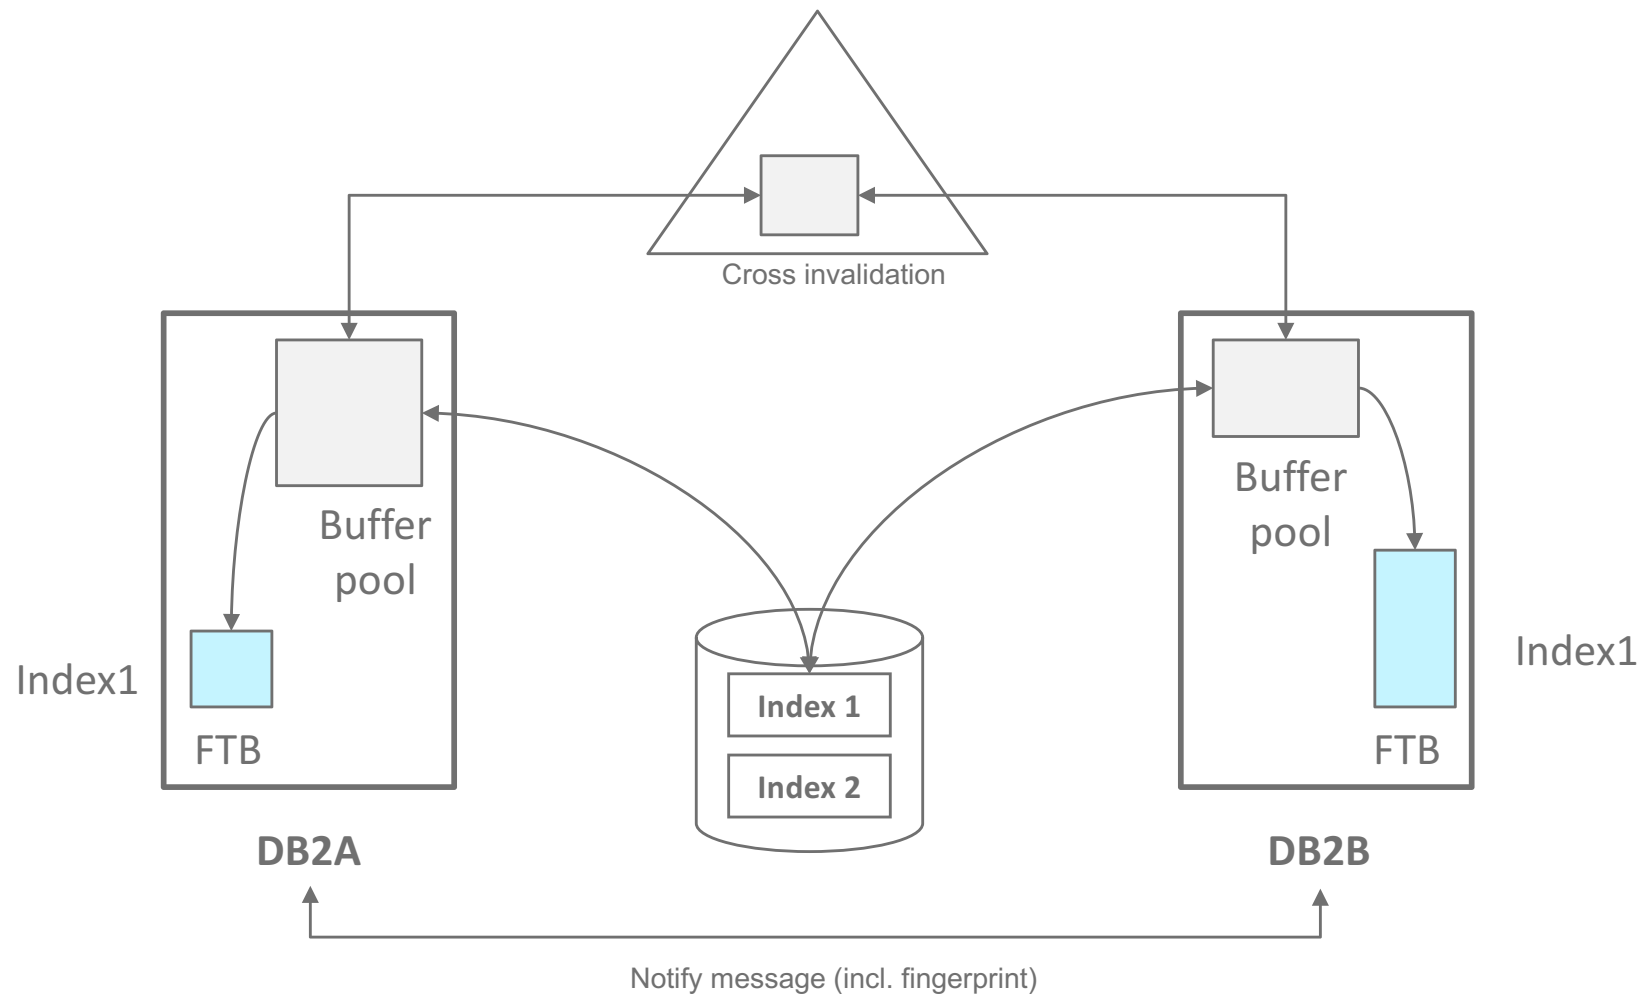 Cross invalidation
Buffer
pool
Buffer
pool
Index1
FTB
Index 1
Index 2
Index1
FTB
DB2A
DB2B
Notify message (incl. fingerprint)